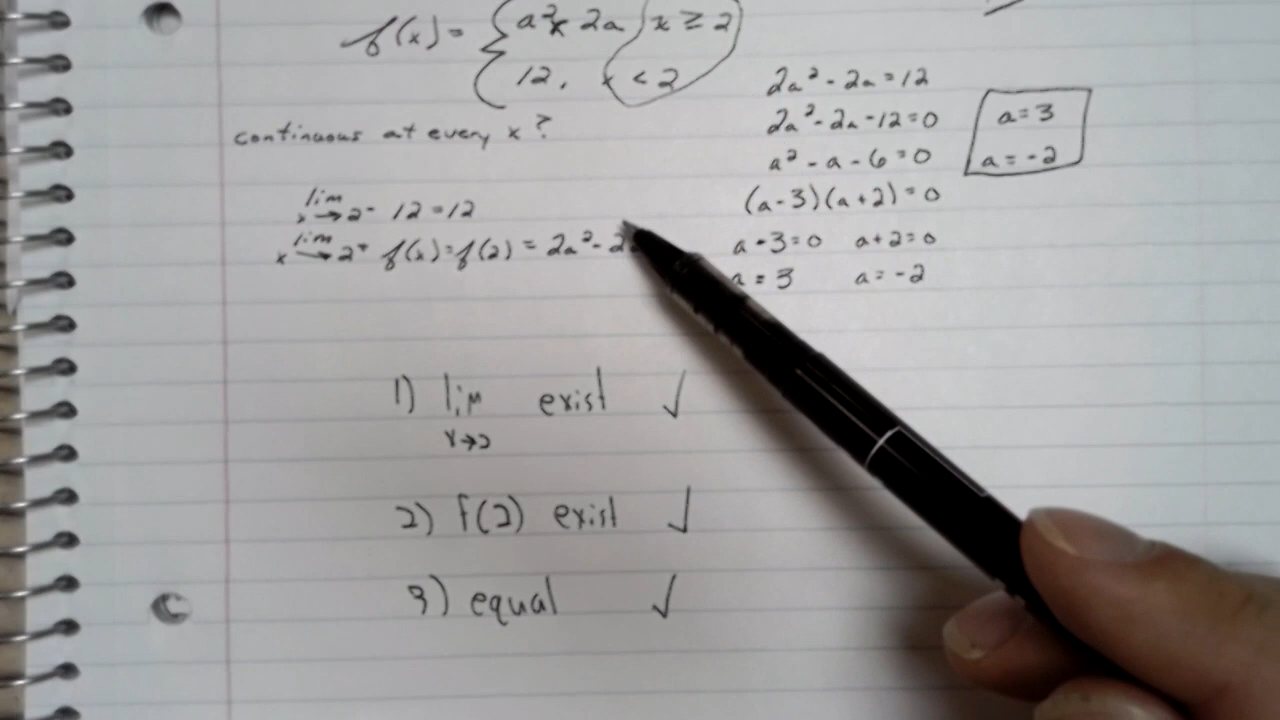 f(x) = { a²x 2a, x ≥ 2
12, x < 2
continuous at every x?
lim x→2⁻ 12 = 12
lim x→2⁺ f(x) = f(2) = 2a² - 2
2a² - 2a = 12
2a² - 2a - 12 = 0
a² - a - 6 = 0
(a - 3)(a + 2) = 0
a - 3 = 0 a + 2 = 0
a = 3 a = -2
a = 3
a = -2
1) lim x→2 exist ✓
2) f(2) exist ✓
3) equal ✓